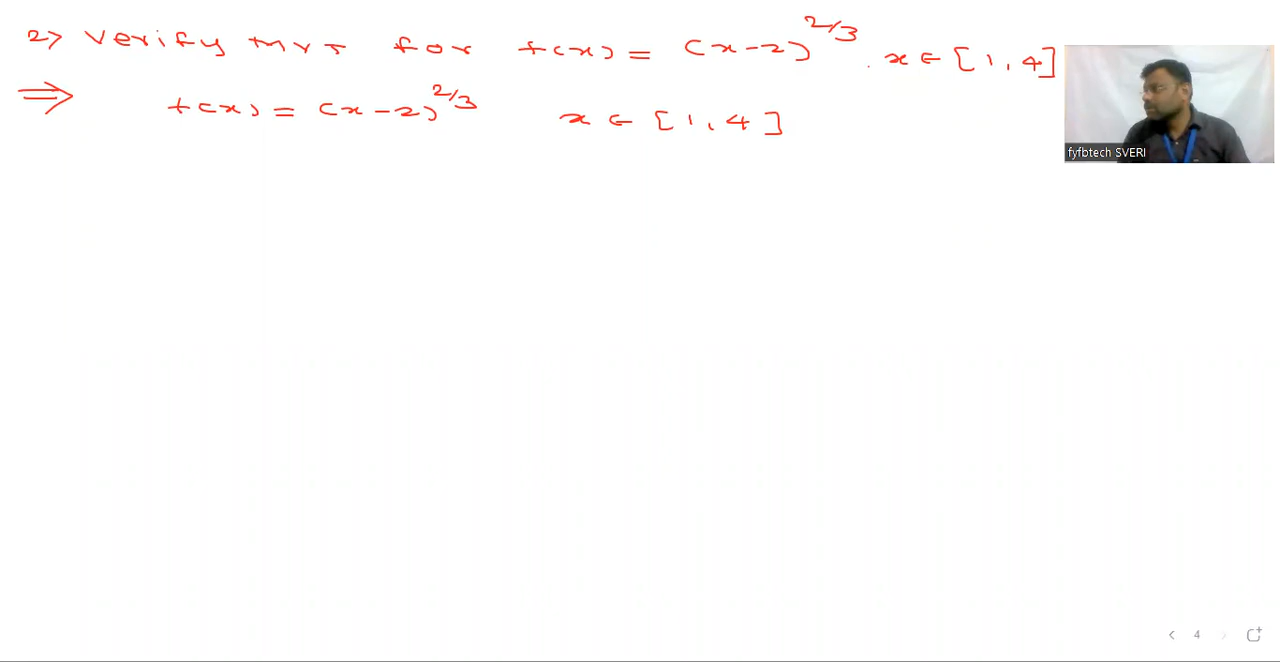 2) Verify MVT for f(x) = (x-2)^{2/3} . x ∈ [1, 4]
⇒ f(x) = (x-2)^{2/3} x ∈ [1, 4]
fyfbtech SVERI
< 4 >